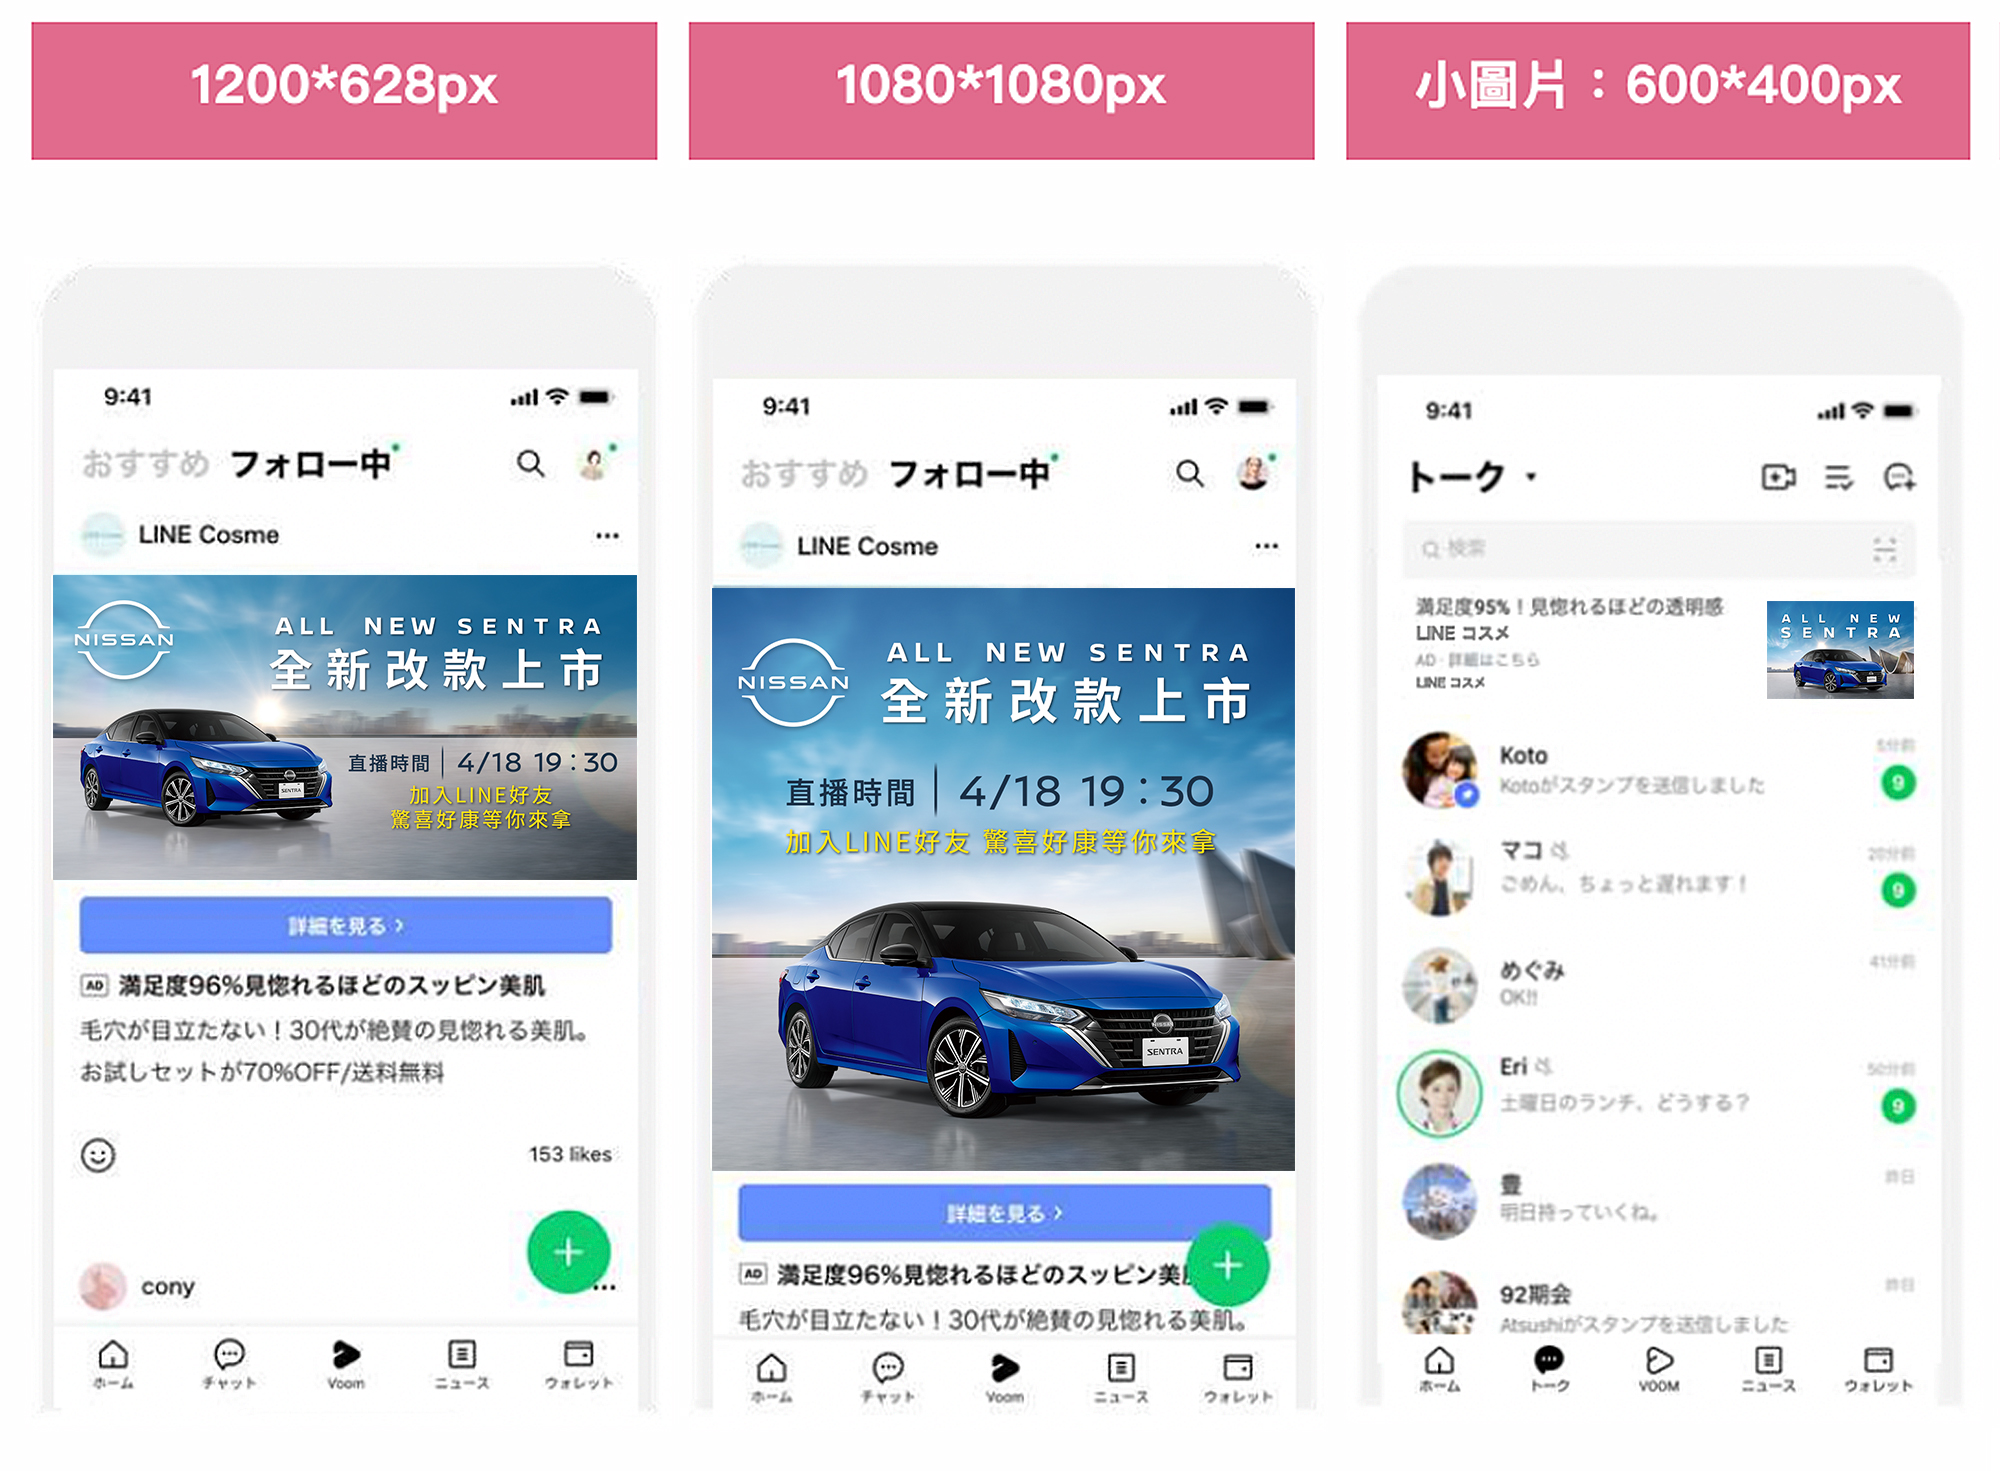 1200*628px
1080*1080px
小圖片：600*400px
9:41
おすすめ フォロー中
LINE Cosme
NISSAN
ALL NEW SENTRA
全新改款上市
直播時間 4/18 19：30
加入LINE好友
驚喜好康等你來拿
SENTRA
詳細を見る
AD 満足度96%見惚れるほどのスッピン美肌
毛穴が目立たない！30代が絶賛の見惚れる美肌。
お試しセットが70%OFF/送料無料
153 likes
cony
ホーム チャット Voom ニュース ウォレット
9:41
おすすめ フォロー中
LINE Cosme
NISSAN
ALL NEW SENTRA
全新改款上市
直播時間 4/18 19：30
加入LINE好友 驚喜好康等你來拿
NISSAN
SENTRA
詳細を見る
AD 満足度96%見惚れるほどのスッピン美
毛穴が目立たない！30代が絶賛の見惚れる美肌。
ホーム チャット Voom ニュース ウォレット
9:41
トーク
検索
満足度95%！見惚れるほどの透明感
LINE コスメ
AD · 詳細はこちら
LINE コスメ
ALL NEW
SENTRA
Koto 5分前
Kotoがスタンプを送信しました 9
マコ 20分前
ごめん、ちょっと遅れます！ 9
めぐみ 41分前
OK!!
Eri 50分前
土曜日のランチ、どうする？ 9
豊 昨日
明日持っていくね。
92期会 昨日
Atsushiがスタンプを送信しました
ホーム トーク VOOM ニュース ウォレット